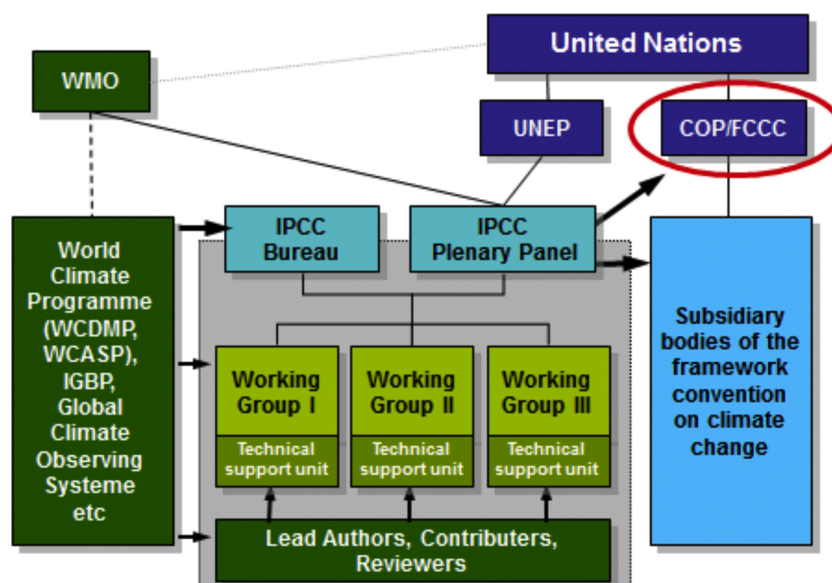 United Nations
WMO
UNEP
COP/FCCC
World
Climate
Programme
(WCDMP,
WCASP),
IGBP,
Global
Climate
Observing
Systeme
etc
IPCC
Bureau
IPCC
Plenary Panel
Working
Group I
Technical
support unit
Working
Group II
Technical
support unit
Working
Group III
Technical
support unit
Lead Authors, Contributers,
Reviewers
Subsidiary
bodies of the
framework
convention
on climate
change